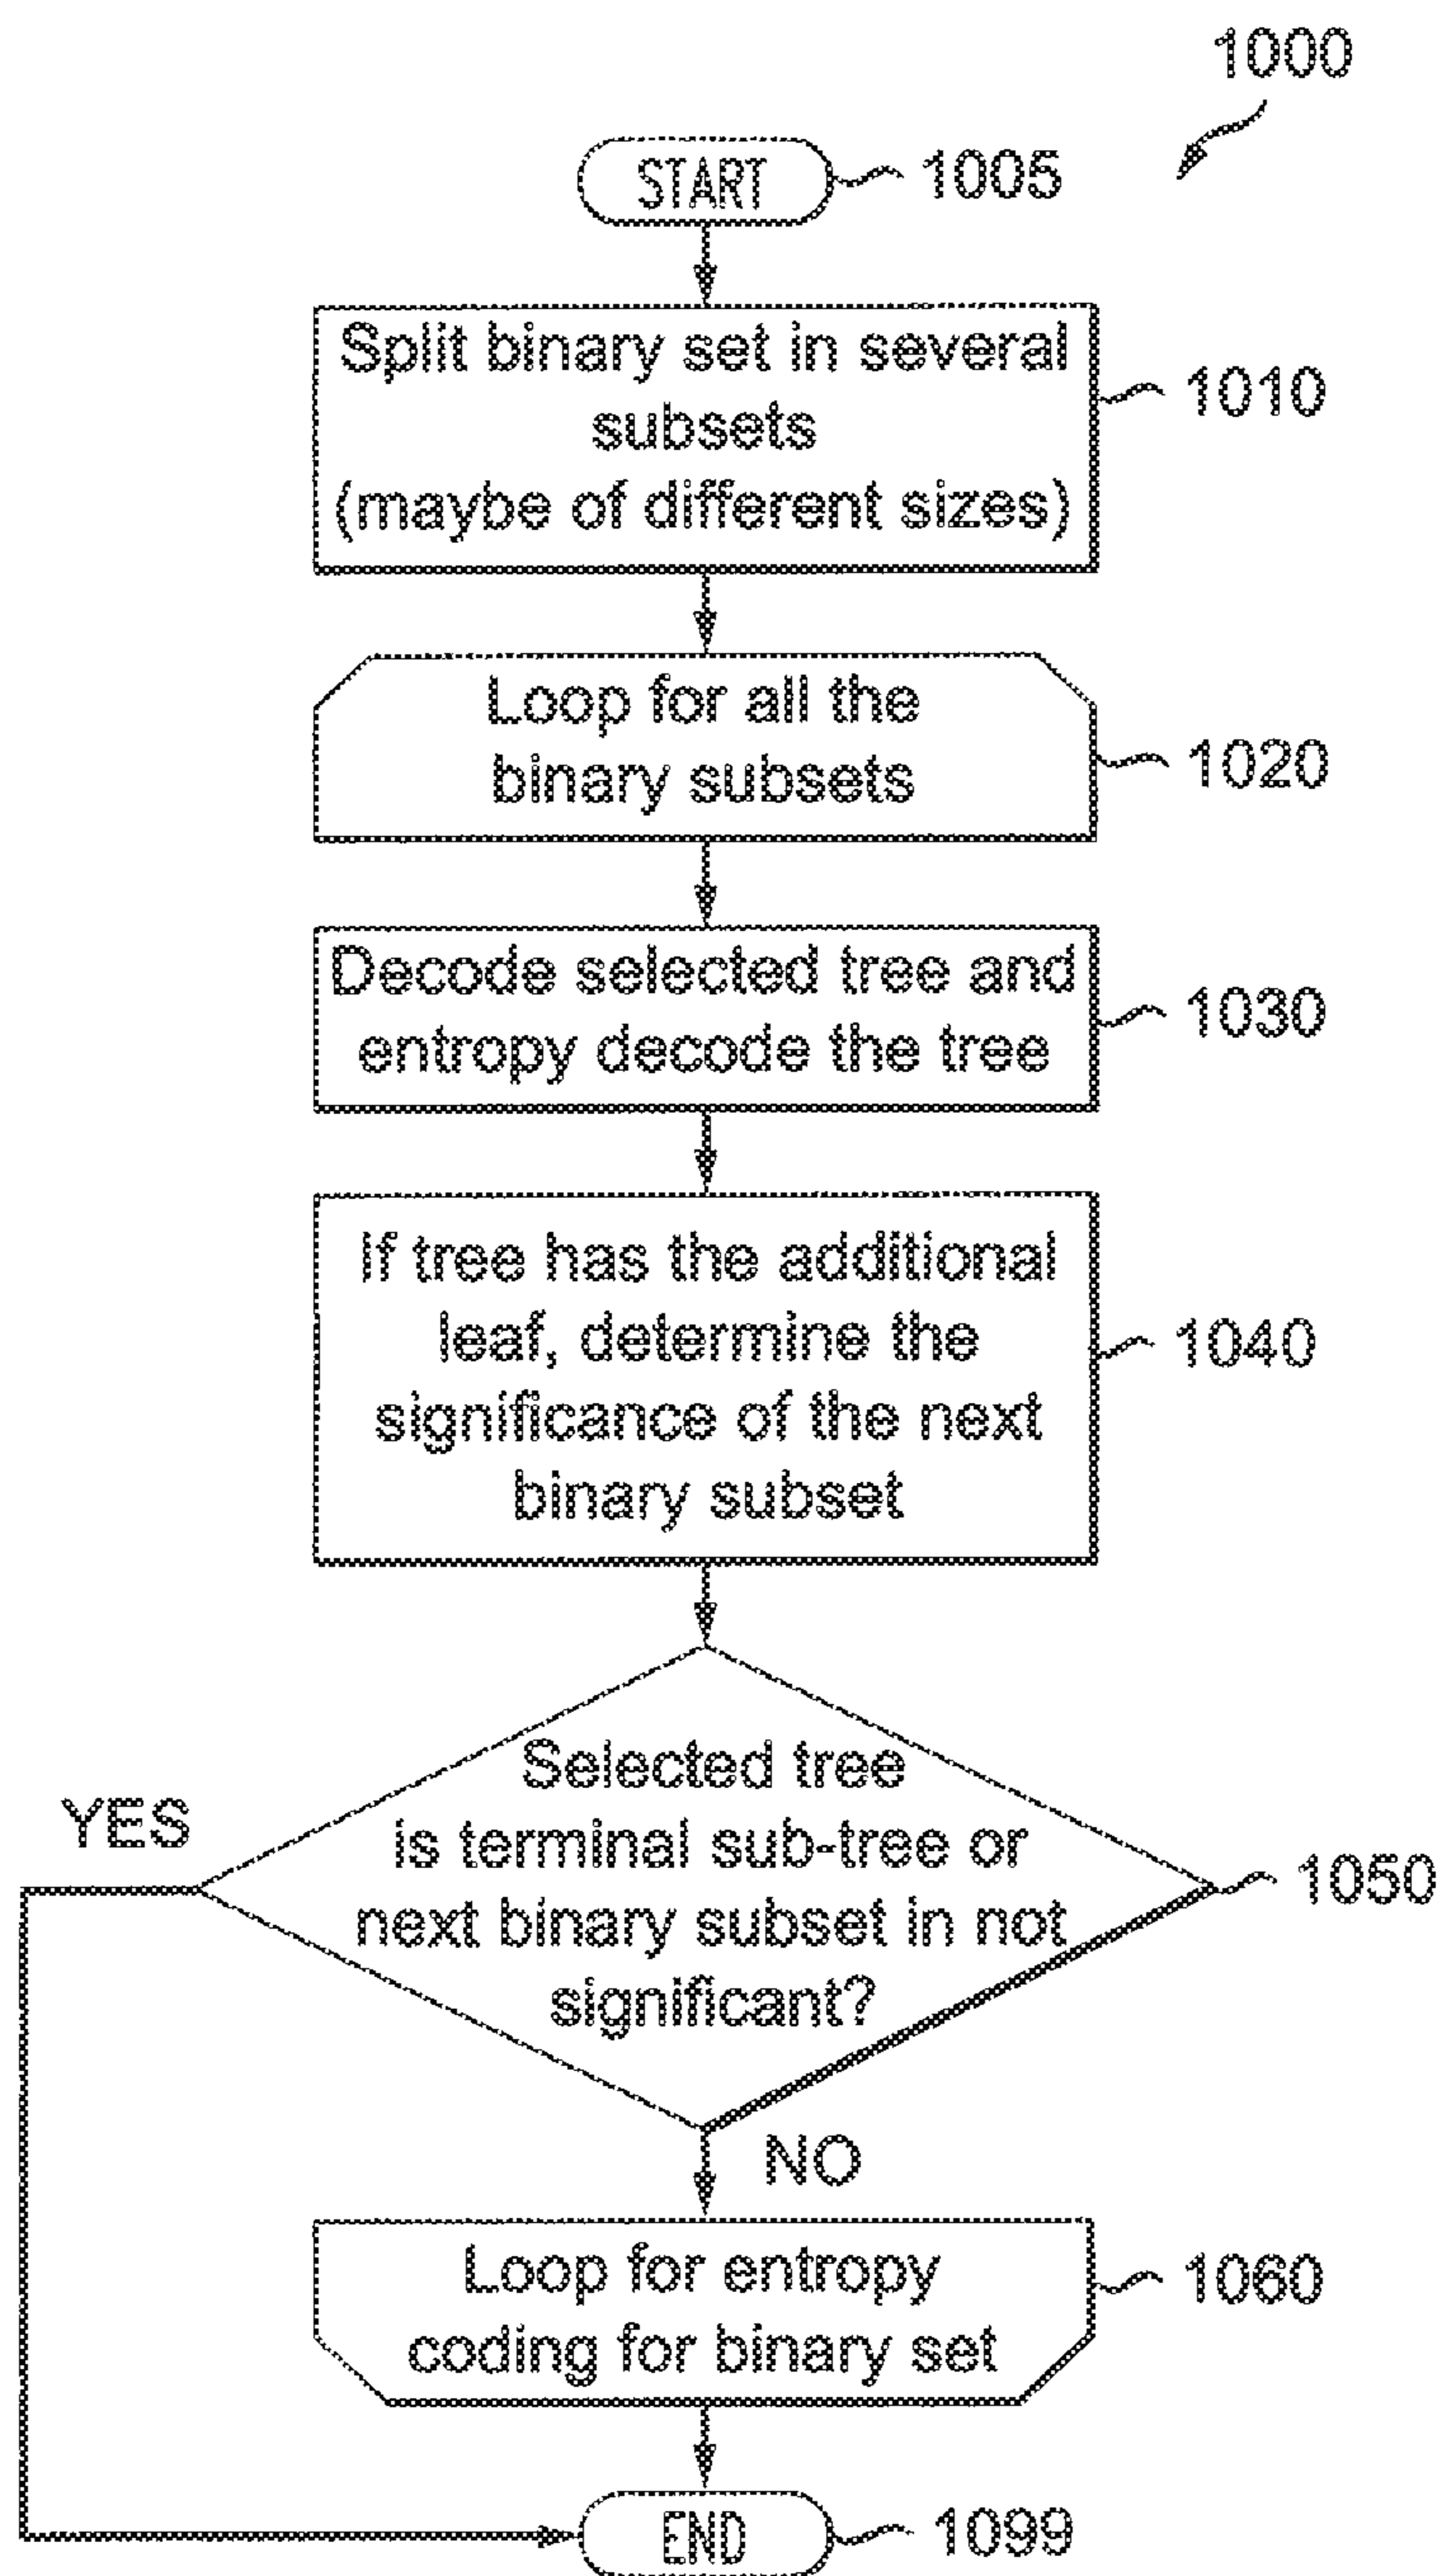 1000
START
1005
Split binary set in several
subsets
(maybe of different sizes)
1010
Loop for all the
binary subsets
1020
Decode selected tree and
entropy decode the tree
1030
If tree has the additional
leaf, determine the
significance of the next
binary subset
1040
Selected tree
is terminal sub-tree or
next binary subset in not
significant?
1050
YES
NO
Loop for entropy
coding for binary set
1060
END
1099